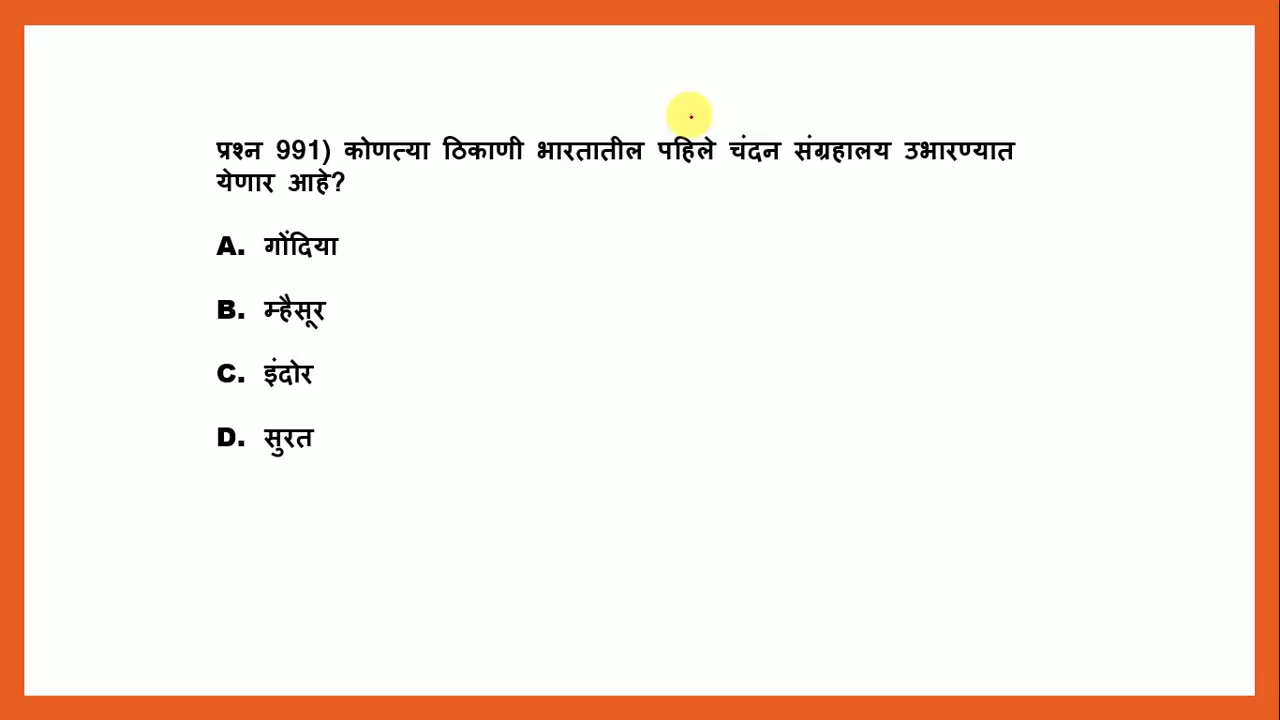 प्रश्न 991) कोणत्या ठिकाणी भारतातील पहिले चंदन संग्रहालय उभारण्यात
येणार आहे?
A. गोंदिया
B. म्हैसूर
C. इंदोर
D. सुरत